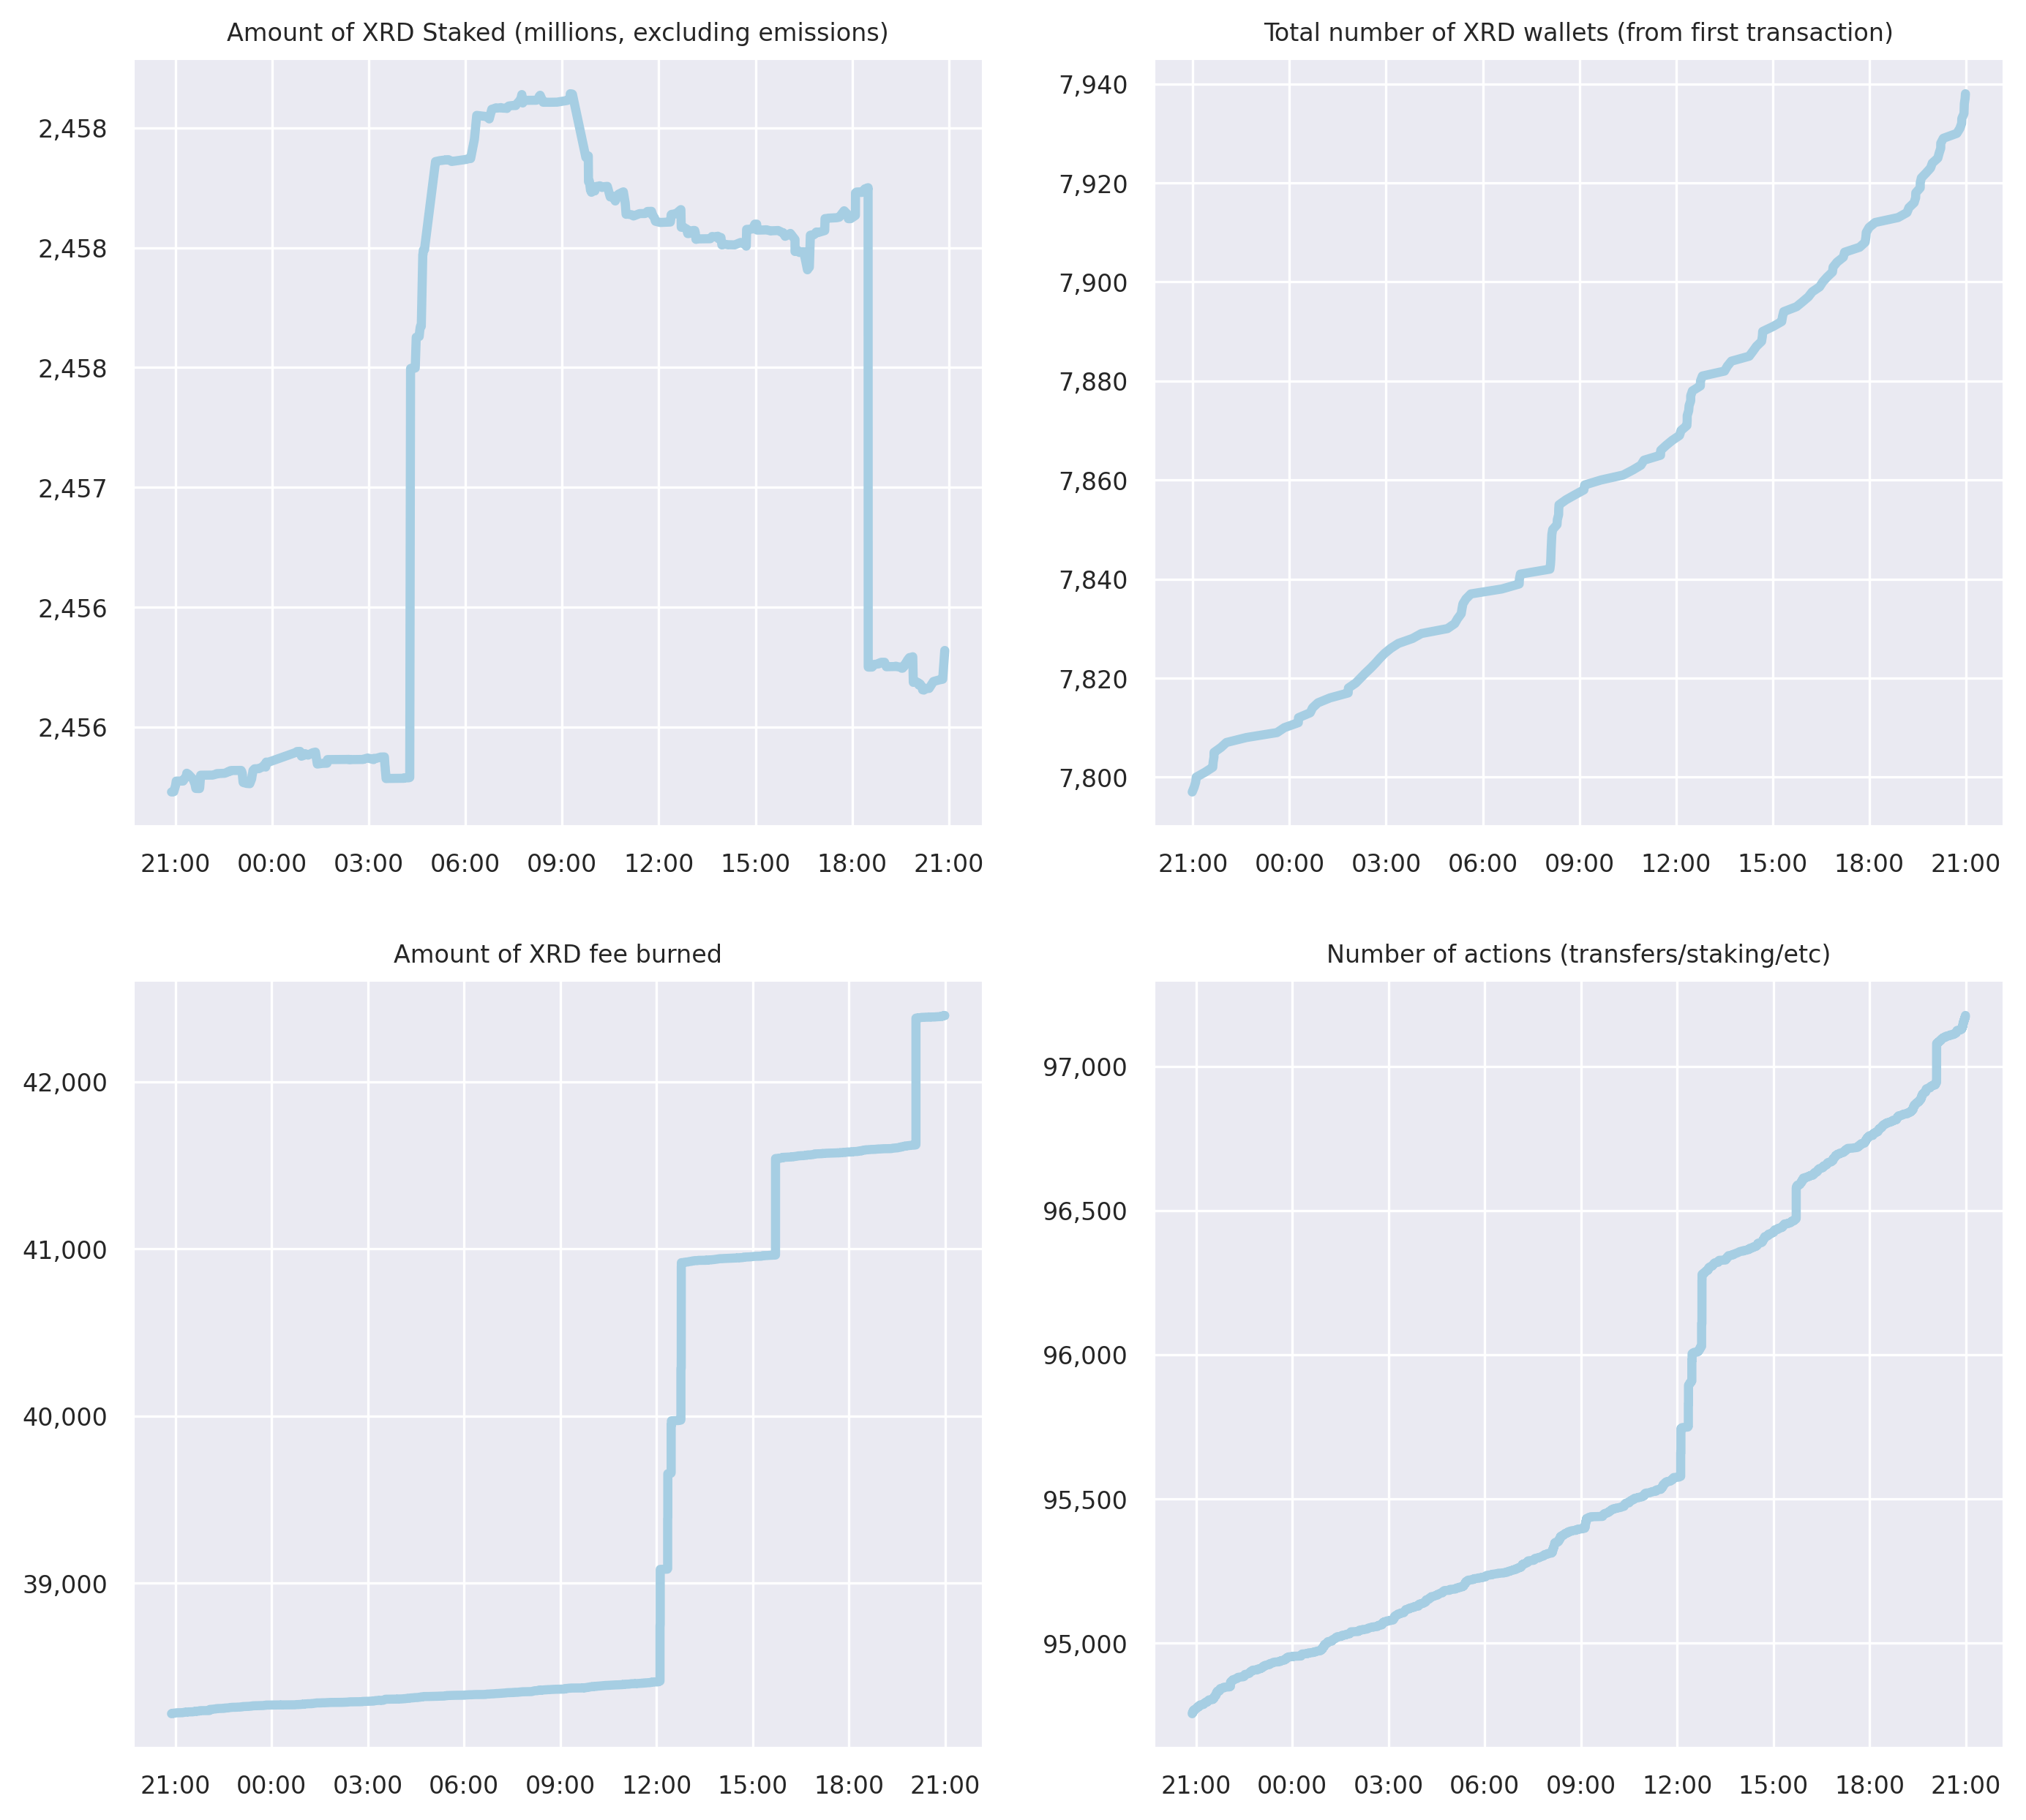 Amount of XRD Staked (millions, excluding emissions)
2,458
2,458
2,458
2,457
2,456
2,456
21:00 00:00 03:00 06:00 09:00 12:00 15:00 18:00 21:00
Total number of XRD wallets (from first transaction)
7,940
7,920
7,900
7,880
7,860
7,840
7,820
7,800
21:00 00:00 03:00 06:00 09:00 12:00 15:00 18:00 21:00
Amount of XRD fee burned
42,000
41,000
40,000
39,000
21:00 00:00 03:00 06:00 09:00 12:00 15:00 18:00 21:00
Number of actions (transfers/staking/etc)
97,000
96,500
96,000
95,500
95,000
21:00 00:00 03:00 06:00 09:00 12:00 15:00 18:00 21:00